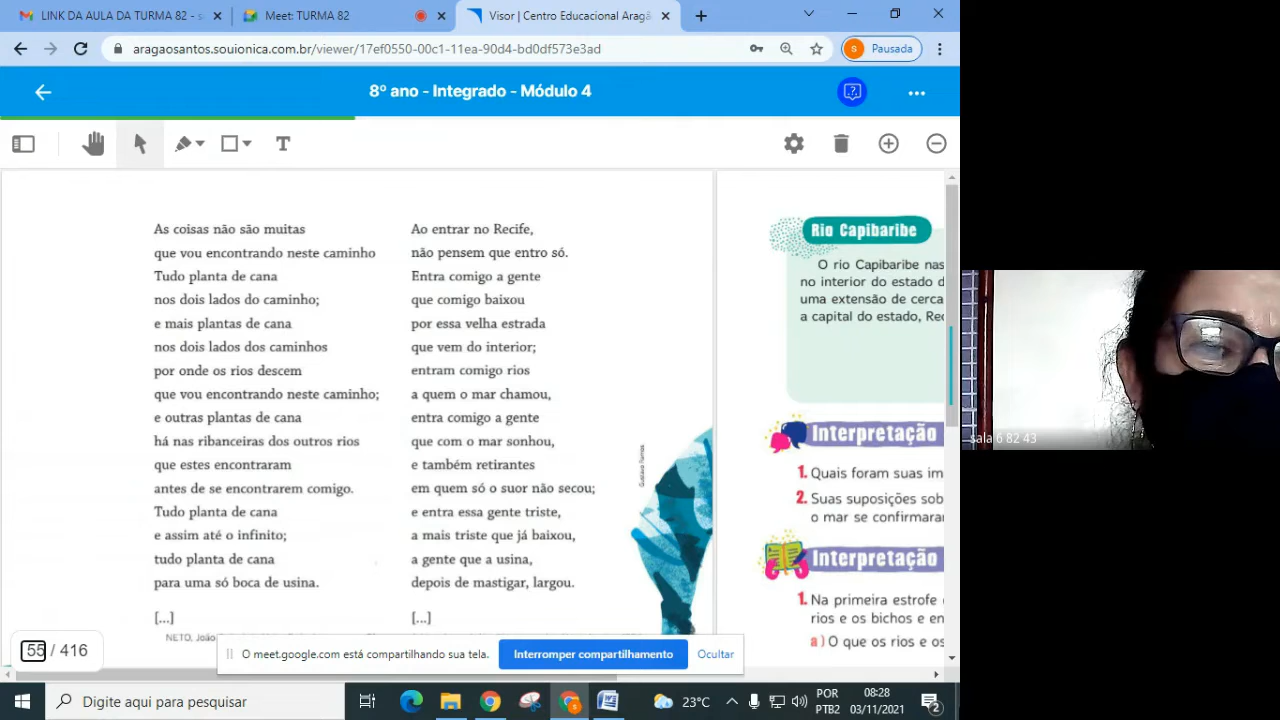 LINK DA AULA DA TURMA 82 - s
Meet: TURMA 82
Visor | Centro Educacional Aragã
aragaosantos.souionica.com.br/viewer/17ef0550-00c1-11ea-90d4-bd0df573e3ad
S
Pausada
8º ano - Integrado - Módulo 4
T
As coisas não são muitas
que vou encontrando neste caminho
Tudo planta de cana
nos dois lados do caminho;
e mais plantas de cana
nos dois lados dos caminhos
por onde os rios descem
que vou encontrando neste caminho;
e outras plantas de cana
há nas ribanceiras dos outros rios
que estes encontraram
antes de se encontrarem comigo.
Tudo planta de cana
e assim até o infinito;
tudo planta de cana
para uma só boca de usina.
[...]
Ao entrar no Recife,
não pensem que entro só.
Entra comigo a gente
que comigo baixou
por essa velha estrada
que vem do interior;
entram comigo rios
a quem o mar chamou,
entra comigo a gente
que com o mar sonhou,
e também retirantes
em quem só o suor não secou;
e entra essa gente triste,
a mais triste que já baixou,
a gente que a usina,
depois de mastigar, largou.
[...]
NETO, João
Gustavo Ramos
Rio Capibaribe
O rio Capibaribe nas
no interior do estado d
uma extensão de cerca
a capital do estado, Rec
Interpretação
1. Quais foram suas im
2. Suas suposições sob
o mar se confirmaram
Interpretação
1. Na primeira estrofe
rios e os bichos e en
a) O que os rios e os
55 / 416
O meet.google.com está compartilhando sua tela.
Interromper compartilhamento
Ocultar
sala 6 82 43
Digite aqui para pesquisar
23°C
POR
PTB2
08:28
03/11/2021
2